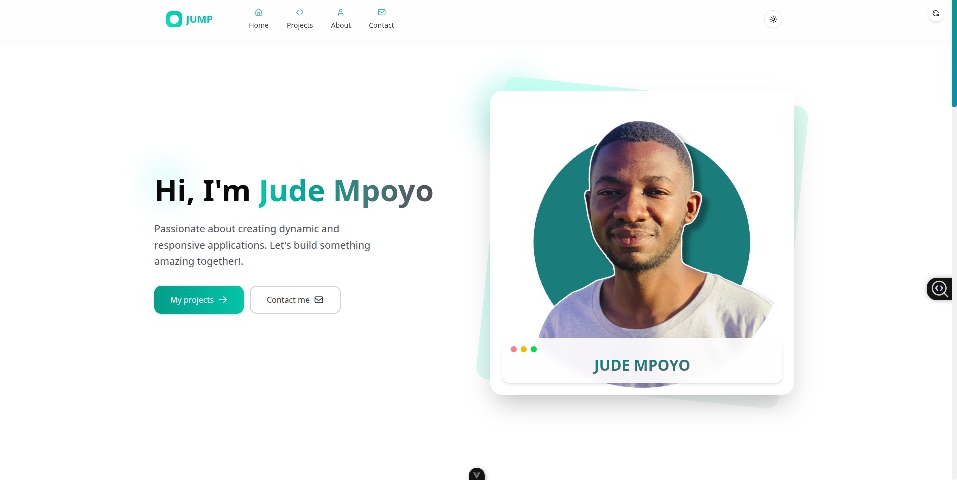 JUMP
Home
Projects
About
Contact
Hi, I'm Jude Mpoyo
Passionate about creating dynamic and
responsive applications. Let's build something
amazing together!.
My projects
Contact me
JUDE MPOYO